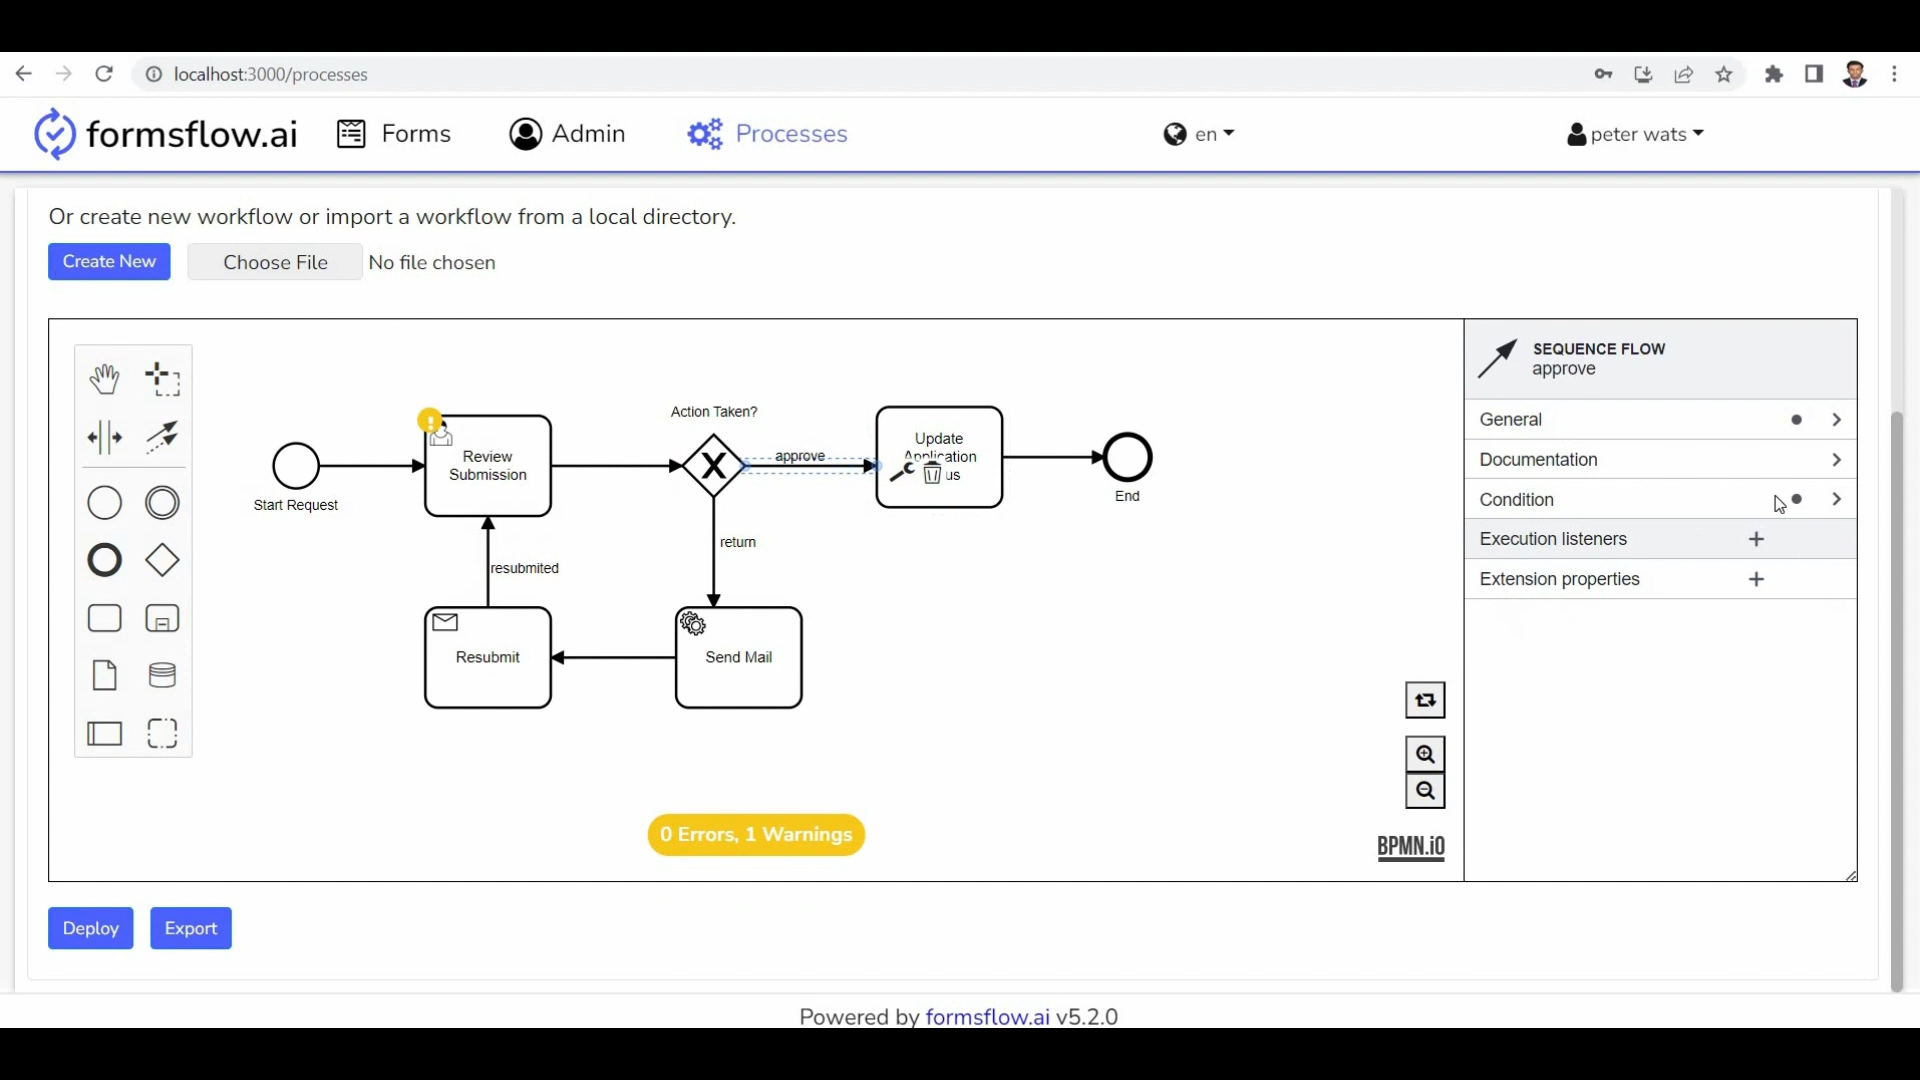 localhost:3000/processes
formsflow.ai
Forms
Admin
Processes
en
peter wats
Or create new workflow or import a workflow from a local directory.
Create New
Choose File
No file chosen
Start Request
Review
Submission
Action Taken?
approve
Update
Application
us
End
return
resubmited
Resubmit
Send Mail
0 Errors, 1 Warnings
BPMN.iO
SEQUENCE FLOW
approve
General
Documentation
Condition
Execution listeners
Extension properties
Deploy
Export
Powered by formsflow.ai v5.2.0